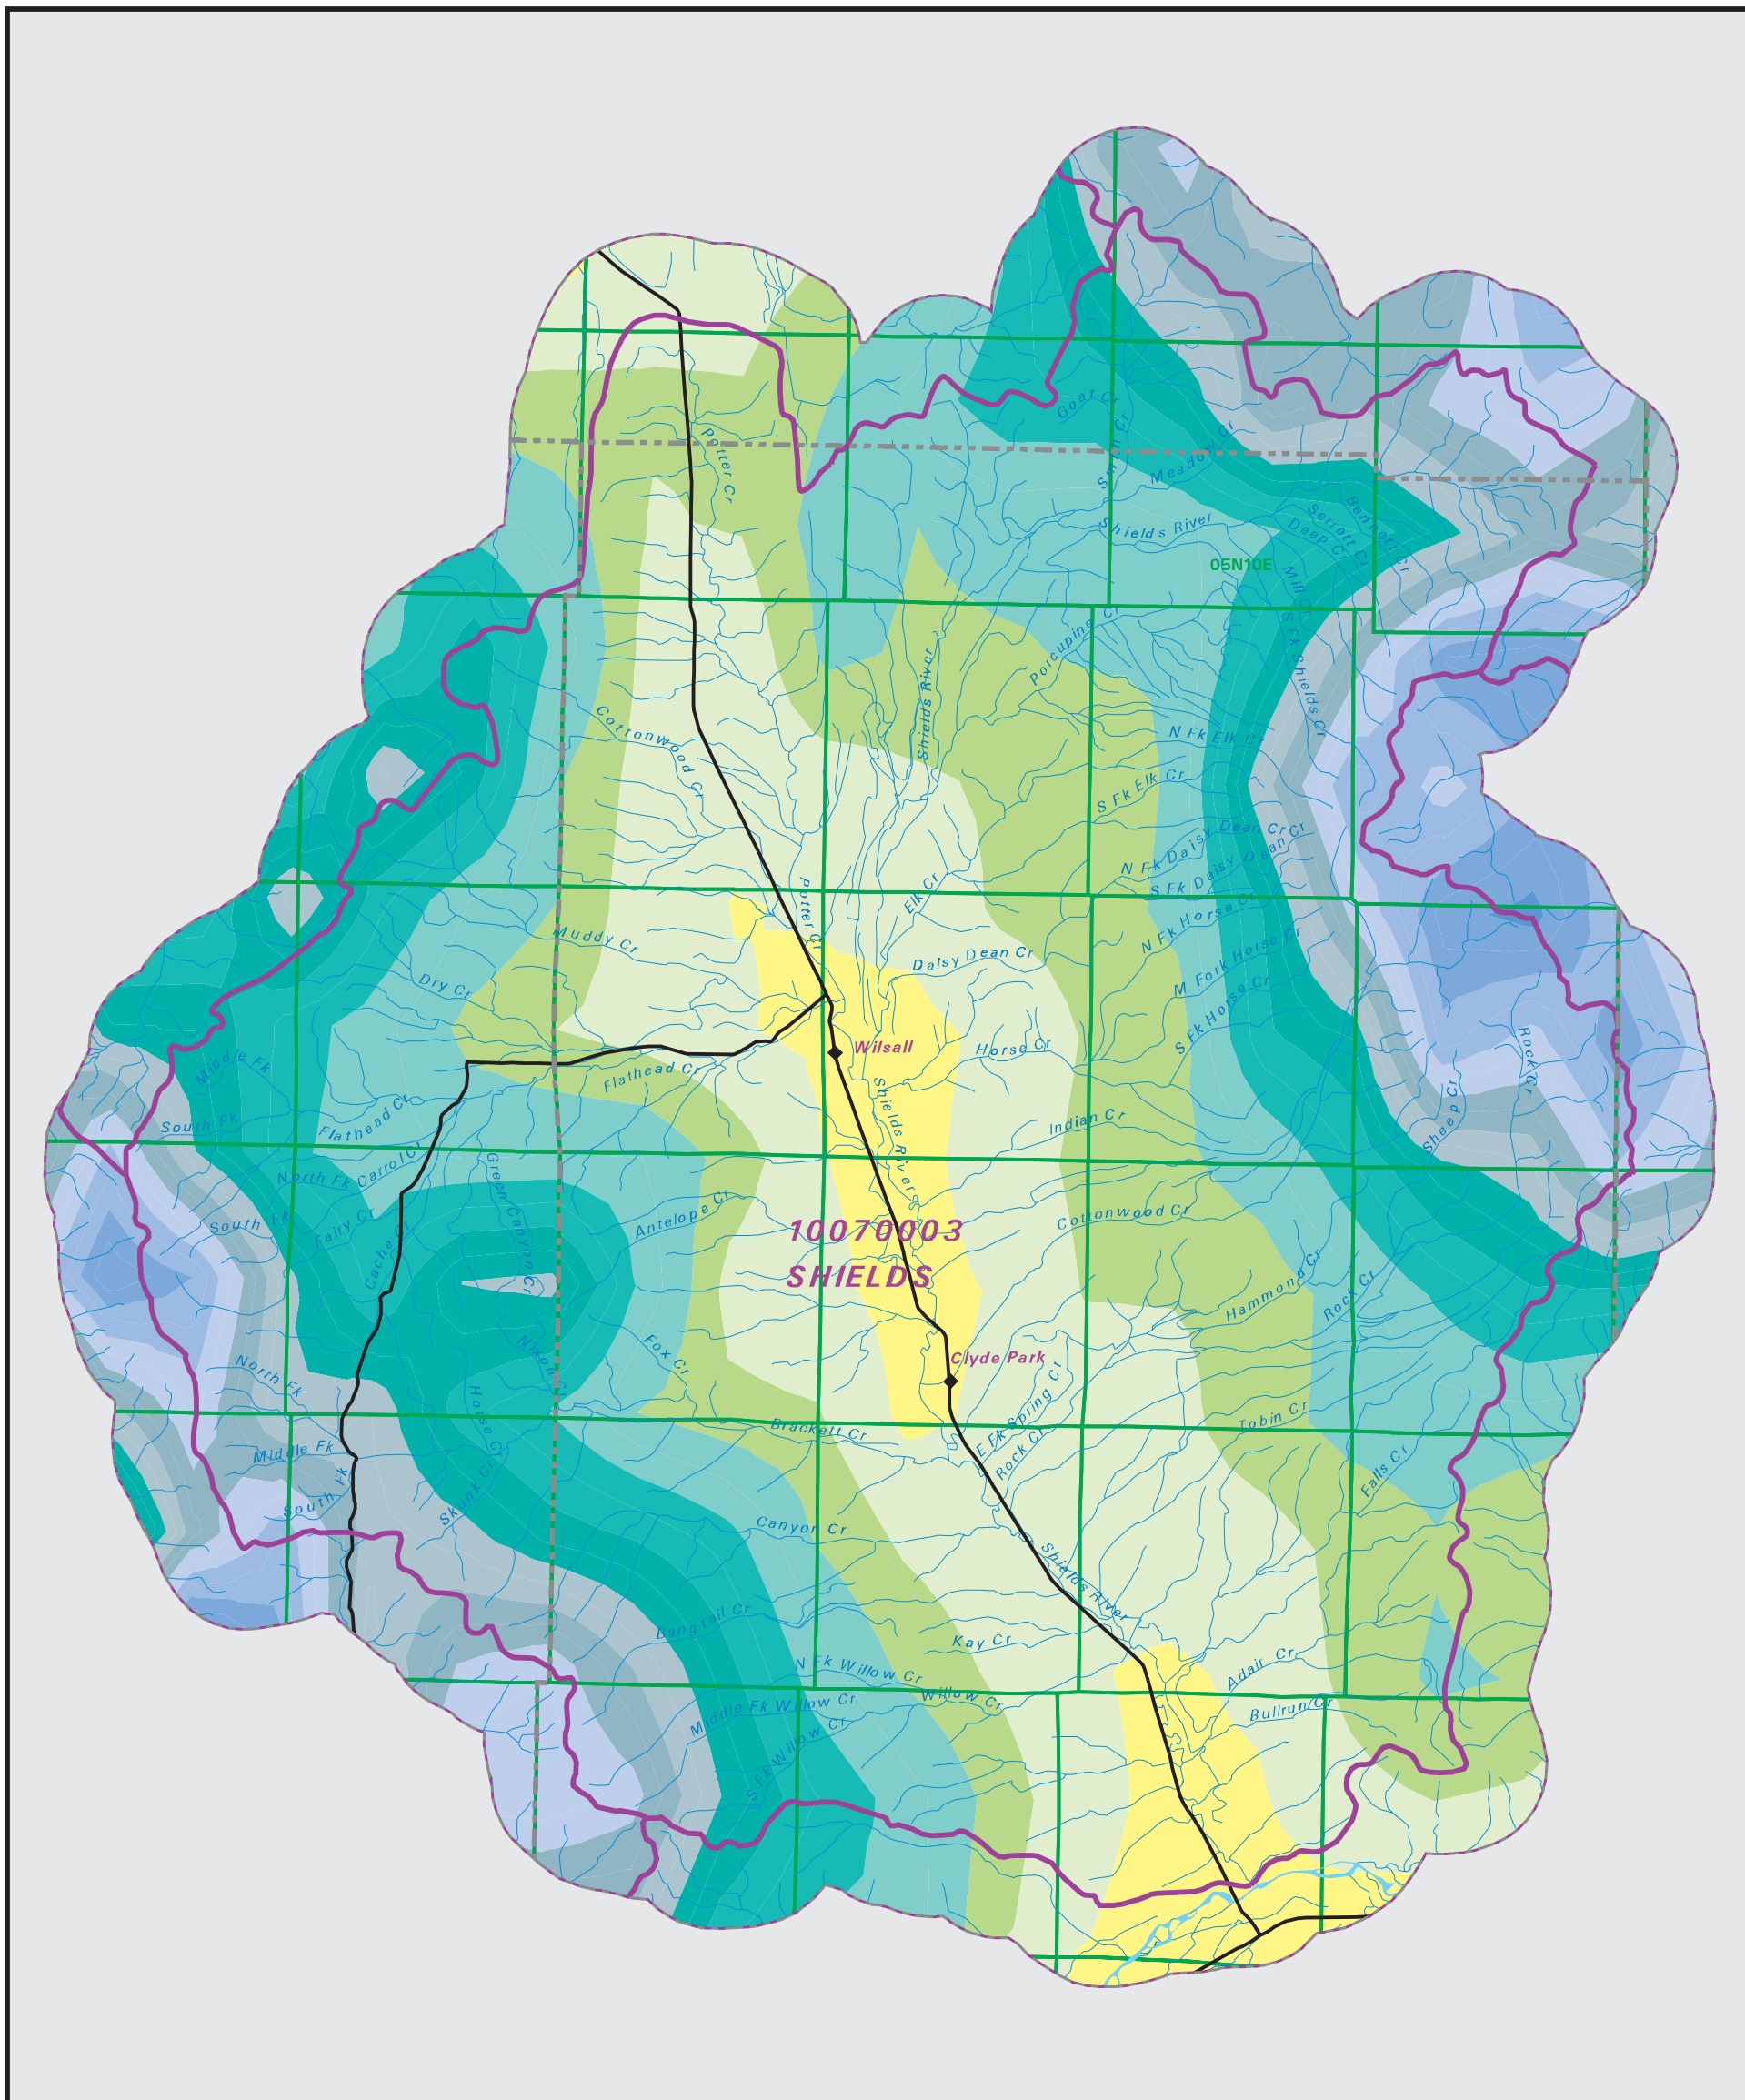 Goat Cr
Smith Cr
Meadow Cr
Potter Cr
Shields River
Serrett Cr
Bennett Cr
Deep Cr
05N10E
Mill Cr
S Fk Shields Cr
Porcupine Cr
Shields River
Cottonwood Cr
N Fk Elk Cr
S Fk Elk Cr
N Fk Daisy Dean Cr
S Fk Daisy Dean Cr
Potter Cr
Elk Cr
N Fk Horse Cr
Muddy Cr
Daisy Dean Cr
M Fork Horse Cr
Dry Cr
S Fk Horse Cr
Wilsall
Horse Cr
Rock Cr
Middle Fk
Flathead Cr
Shields River
Sheep Cr
South Fk
Flathead Cr
Indian Cr
North Fk Carrol Cr
Green Canyon Cr
South Fk
Fairy Cr
Cache Cr
Antelope Cr
Cottonwood Cr
10070003
SHIELDS
Hammond Cr
Rock Cr
Nixon Cr
Fox Cr
Clyde Park
North Fk
Horse Cr
Brackett Cr
E Fk Spring Cr
Rock Cr
Tobin Cr
Middle Fk
South Fk
Skunk Cr
Falls Cr
Canyon Cr
Shields River
Bangtail Cr
Kay Cr
N Fk Willow Cr
Adair Cr
Middle Fk Willow Cr
Willow Cr
Bullrun Cr
S Fk Willow Cr